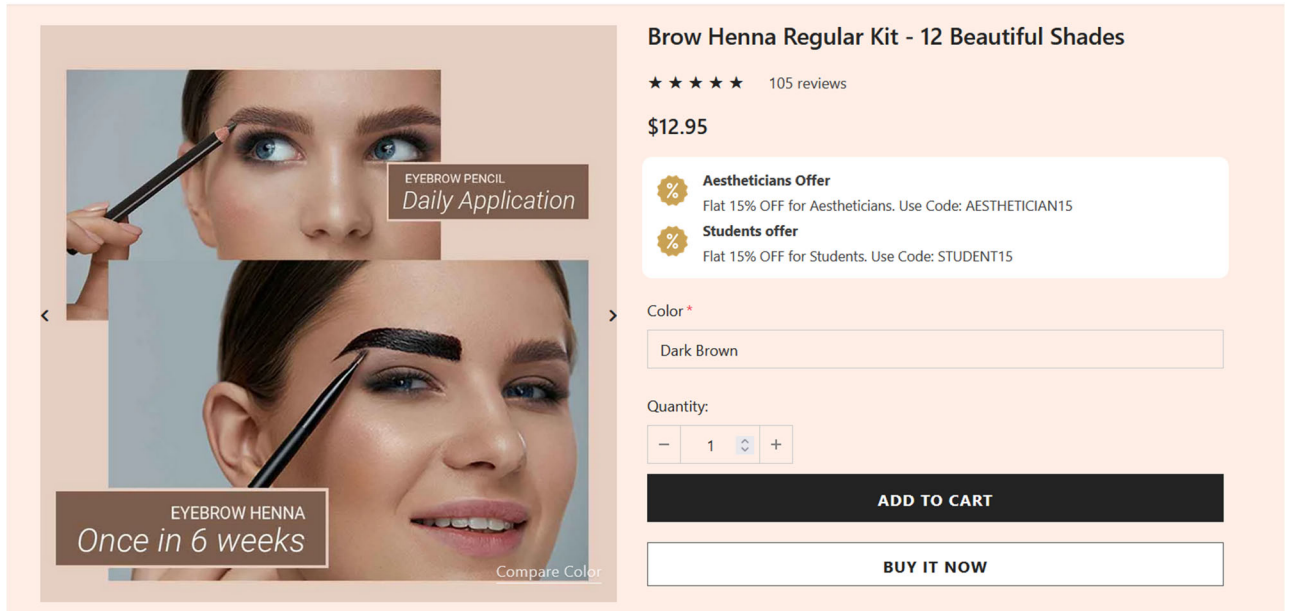 Brow Henna Regular Kit - 12 Beautiful Shades
★ ★ ★ ★ ★ 105 reviews
$12.95
% Aestheticians Offer
Flat 15% OFF for Aestheticians. Use Code: AESTHETICIAN15
% Students offer
Flat 15% OFF for Students. Use Code: STUDENT15
Color *
Dark Brown
Quantity:
− 1 +
ADD TO CART
BUY IT NOW
EYEBROW PENCIL
Daily Application
EYEBROW HENNA
Once in 6 weeks
Compare Color